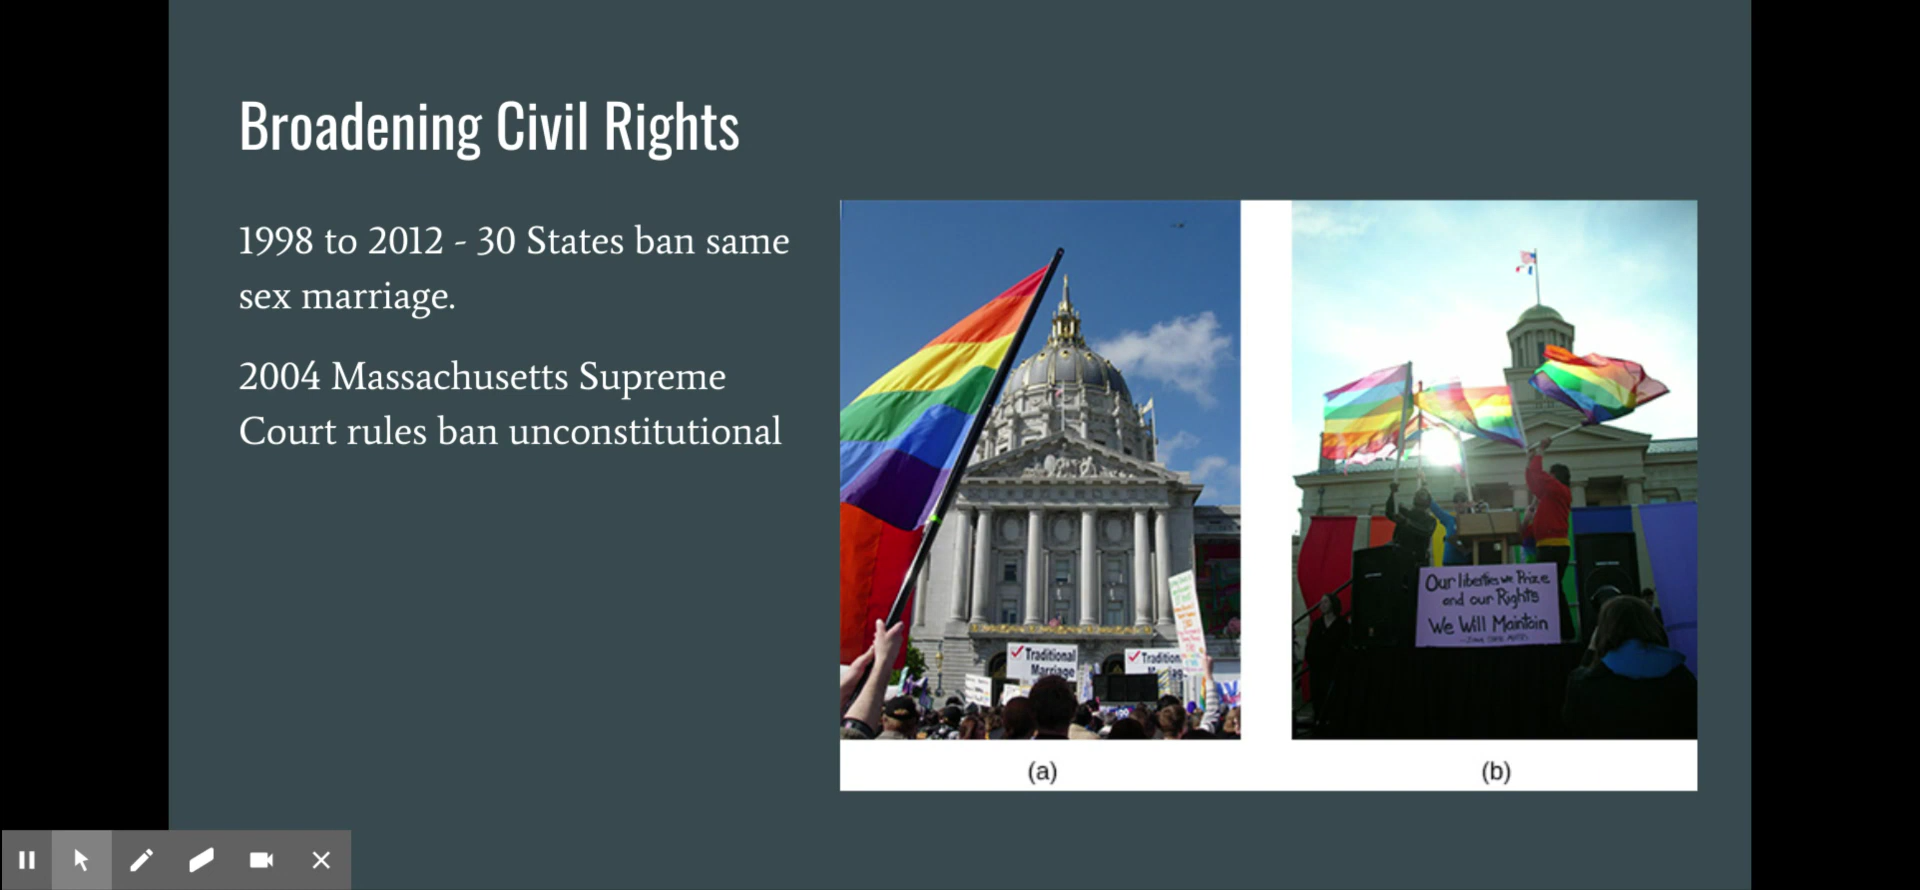 Broadening Civil Rights
1998 to 2012 - 30 States ban same
sex marriage.
2004 Massachusetts Supreme
Court rules ban unconstitutional
Traditional
Marriage
Tradition
Our liberties we Prize
and our Rights
We Will Maintain
(a)
(b)